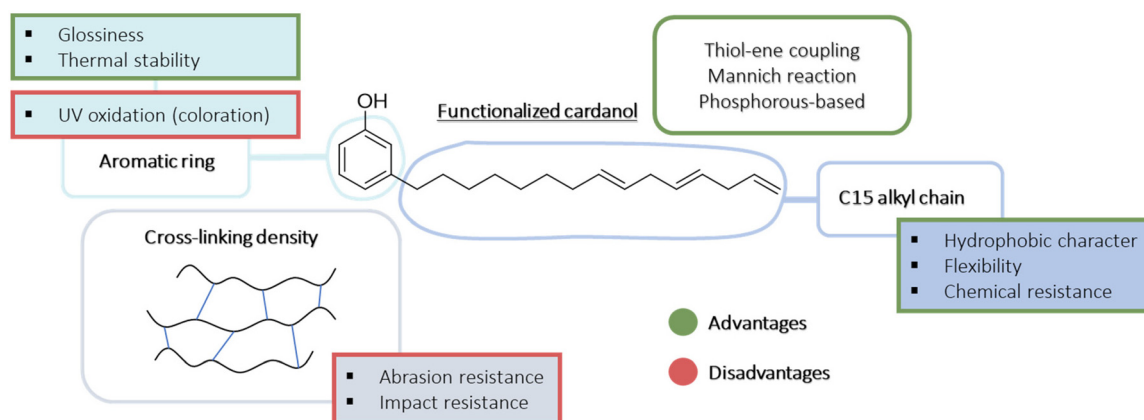 ▪ Glossiness
▪ Thermal stability
▪ UV oxidation (coloration)
Aromatic ring
OH
Functionalized cardanol
Thiol-ene coupling
Mannich reaction
Phosphorous-based
C15 alkyl chain
▪ Hydrophobic character
▪ Flexibility
▪ Chemical resistance
Cross-linking density
▪ Abrasion resistance
▪ Impact resistance
Advantages
Disadvantages